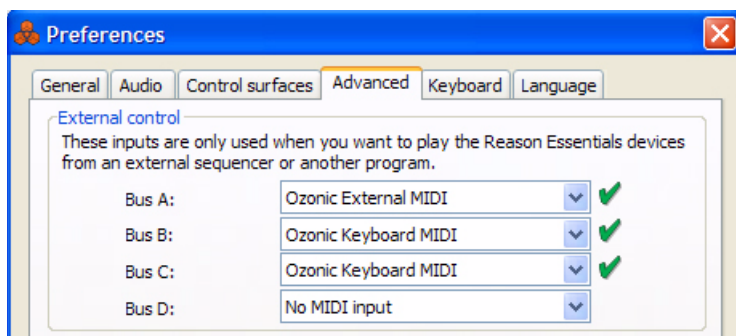 Preferences
General Audio Control surfaces Advanced Keyboard Language
External control
These inputs are only used when you want to play the Reason Essentials devices
from an external sequencer or another program.
Bus A: Ozonic External MIDI
Bus B: Ozonic Keyboard MIDI
Bus C: Ozonic Keyboard MIDI
Bus D: No MIDI input